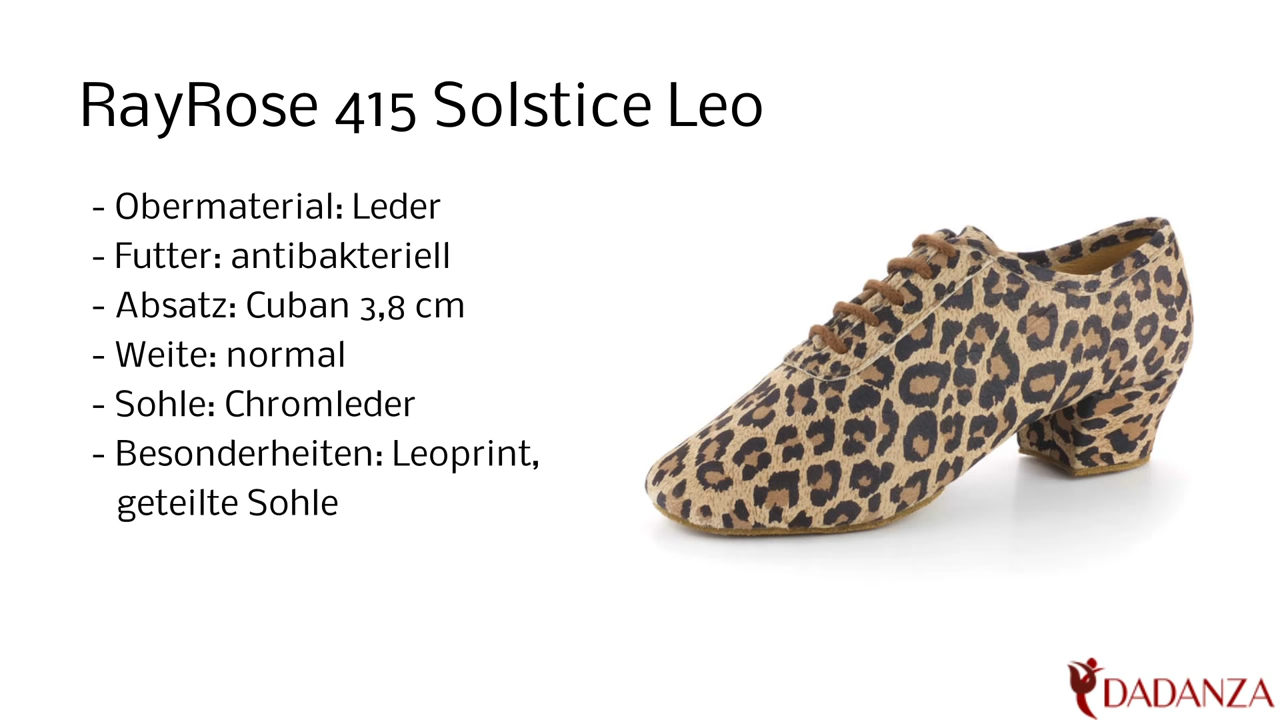 RayRose 415 Solstice Leo
- Obermaterial: Leder
- Futter: antibakteriell
- Absatz: Cuban 3,8 cm
- Weite: normal
- Sohle: Chromleder
- Besonderheiten: Leoprint,
geteilte Sohle
DADANZA